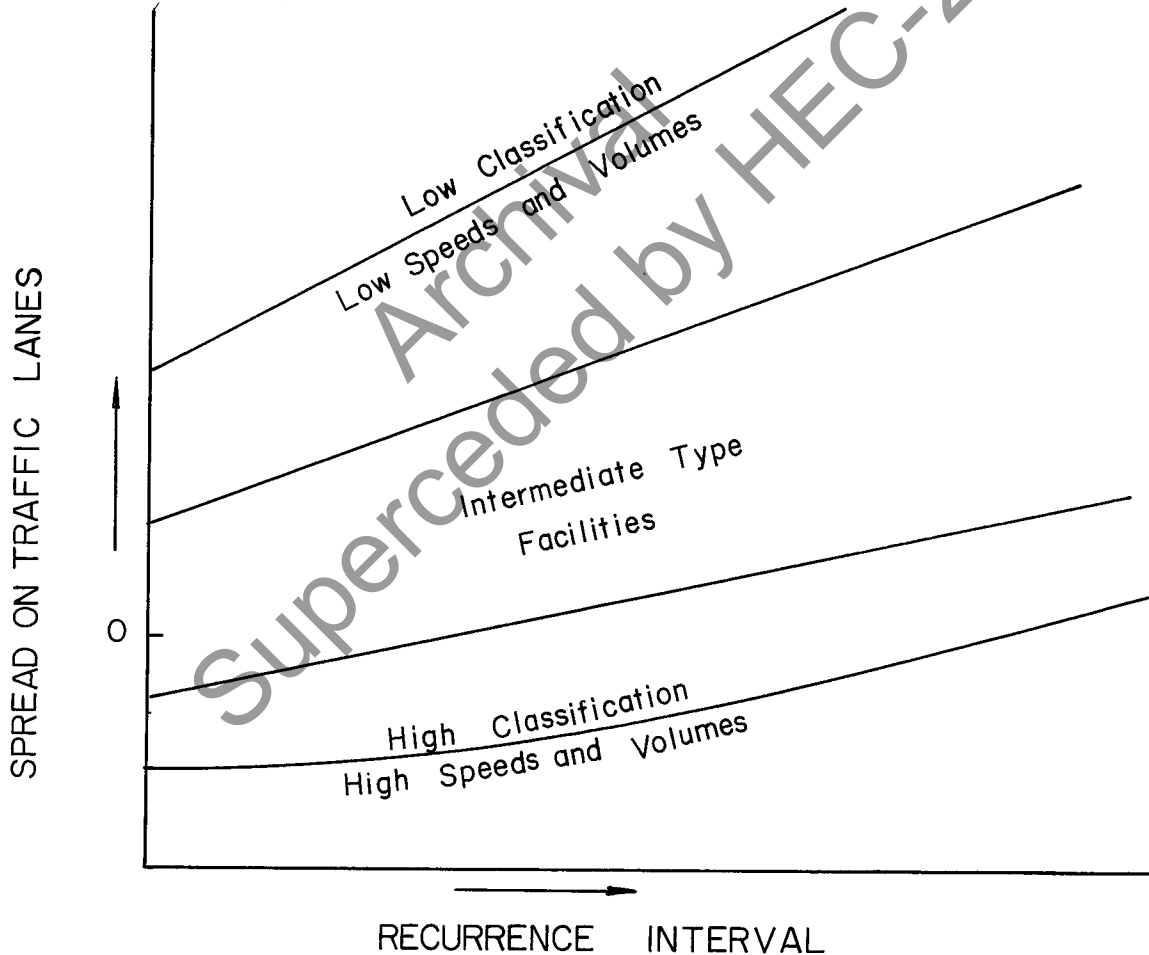 Low Classification
Low Speeds and Volumes
Archival
Superceded by HEC-2
SPREAD ON TRAFFIC LANES
Intermediate Type
Facilities
0
High Classification
High Speeds and Volumes
RECURRENCE INTERVAL